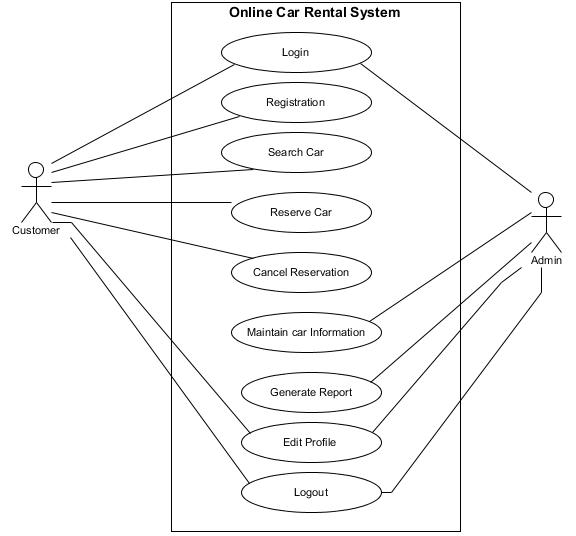 Online Car Rental System
Login
Registration
Search Car
Reserve Car
Customer
Cancel Reservation
Admin
Maintain car Information
Generate Report
Edit Profile
Logout